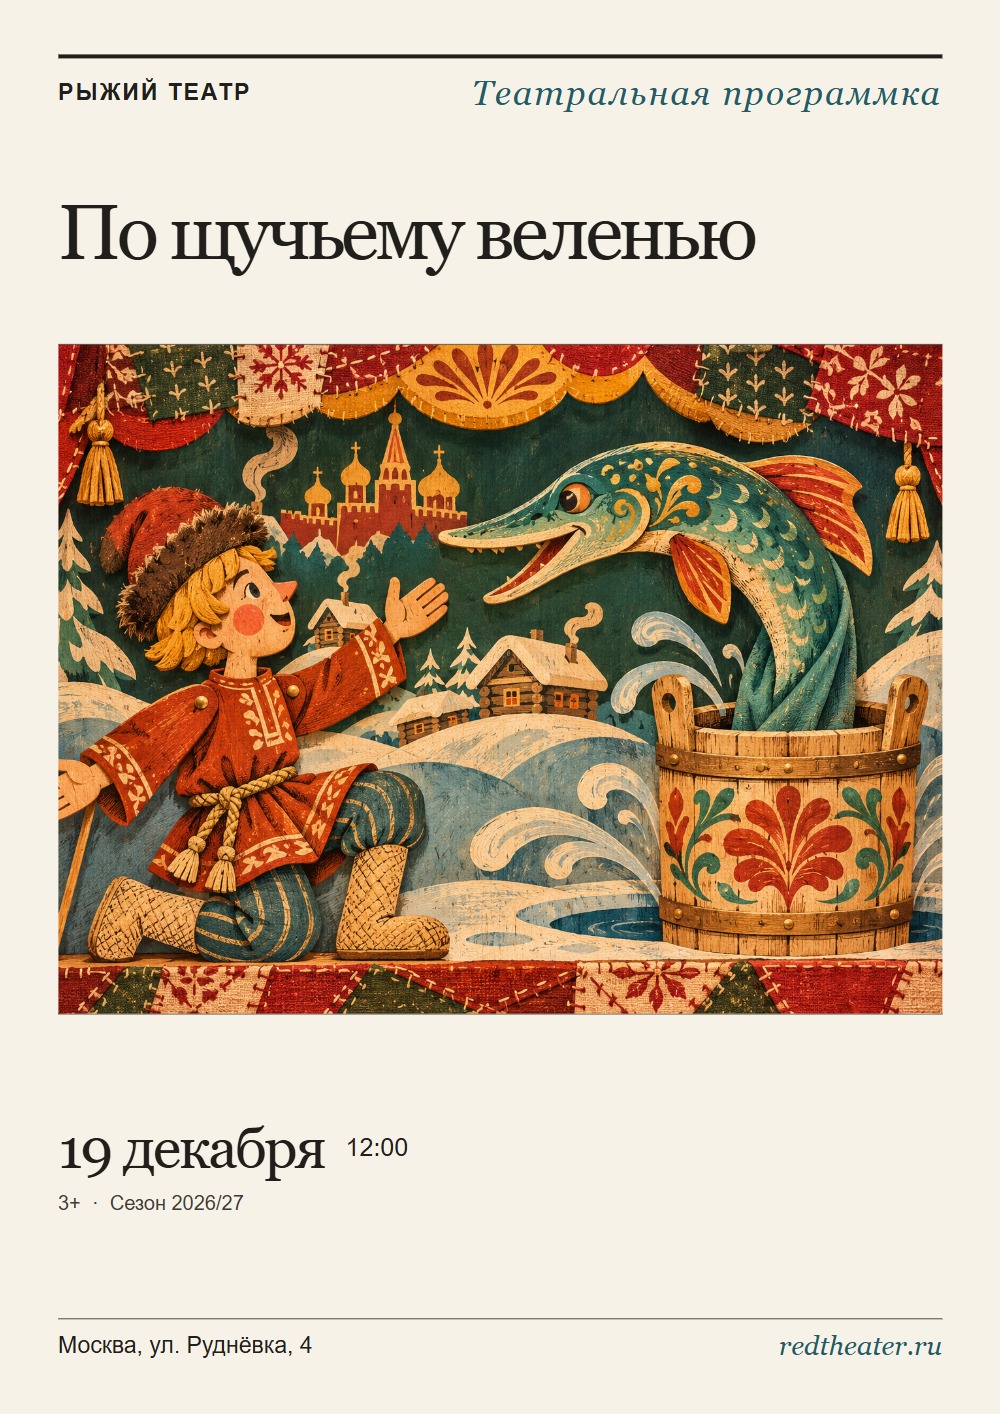 РЫЖИЙ ТЕАТР
Театральная программка
По щучьему веленью
19 декабря 12:00
3+ · Сезон 2026/27
Москва, ул. Руднёвка, 4
redtheater.ru